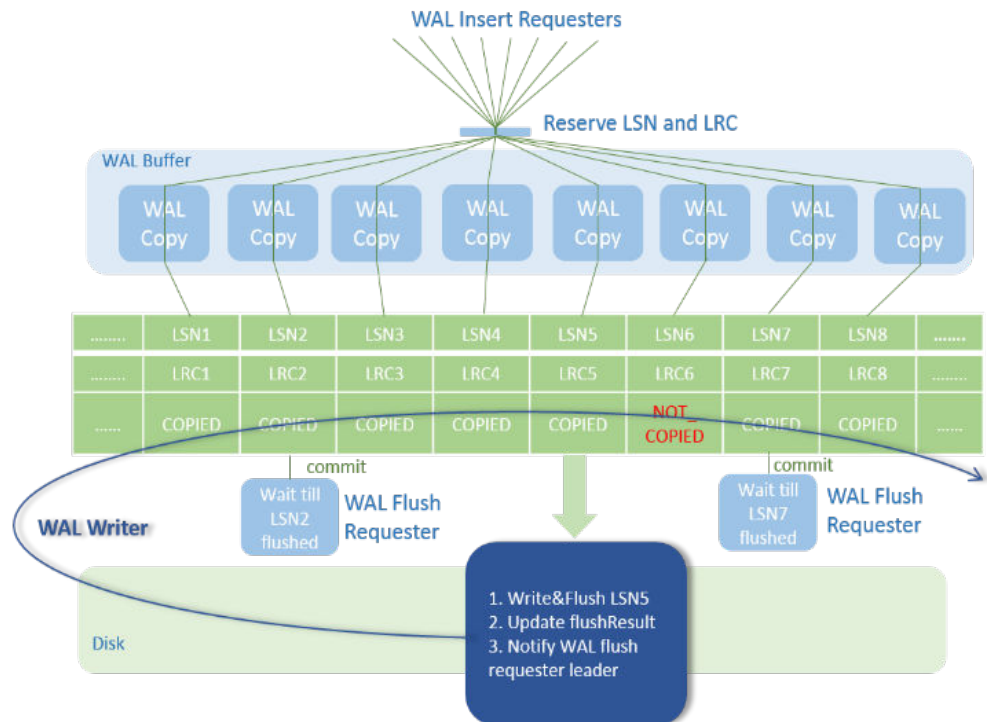 WAL Insert Requesters
Reserve LSN and LRC
WAL Buffer
WAL
Copy
WAL
Copy
WAL
Copy
WAL
Copy
WAL
Copy
WAL
Copy
WAL
Copy
WAL
Copy
........ LSN1 LSN2 LSN3 LSN4 LSN5 LSN6 LSN7 LSN8 .......
........ LRC1 LRC2 LRC3 LRC4 LRC5 LRC6 LRC7 LRC8 ........
...... COPIED COPIED COPIED COPIED COPIED NOT_
COPIED COPIED COPIED ......
commit
Wait till
LSN2
flushed
WAL Flush
Requester
commit
Wait till
LSN7
flushed
WAL Flush
Requester
WAL Writer
1. Write&Flush LSN5
2. Update flushResult
3. Notify WAL flush
requester leader
Disk